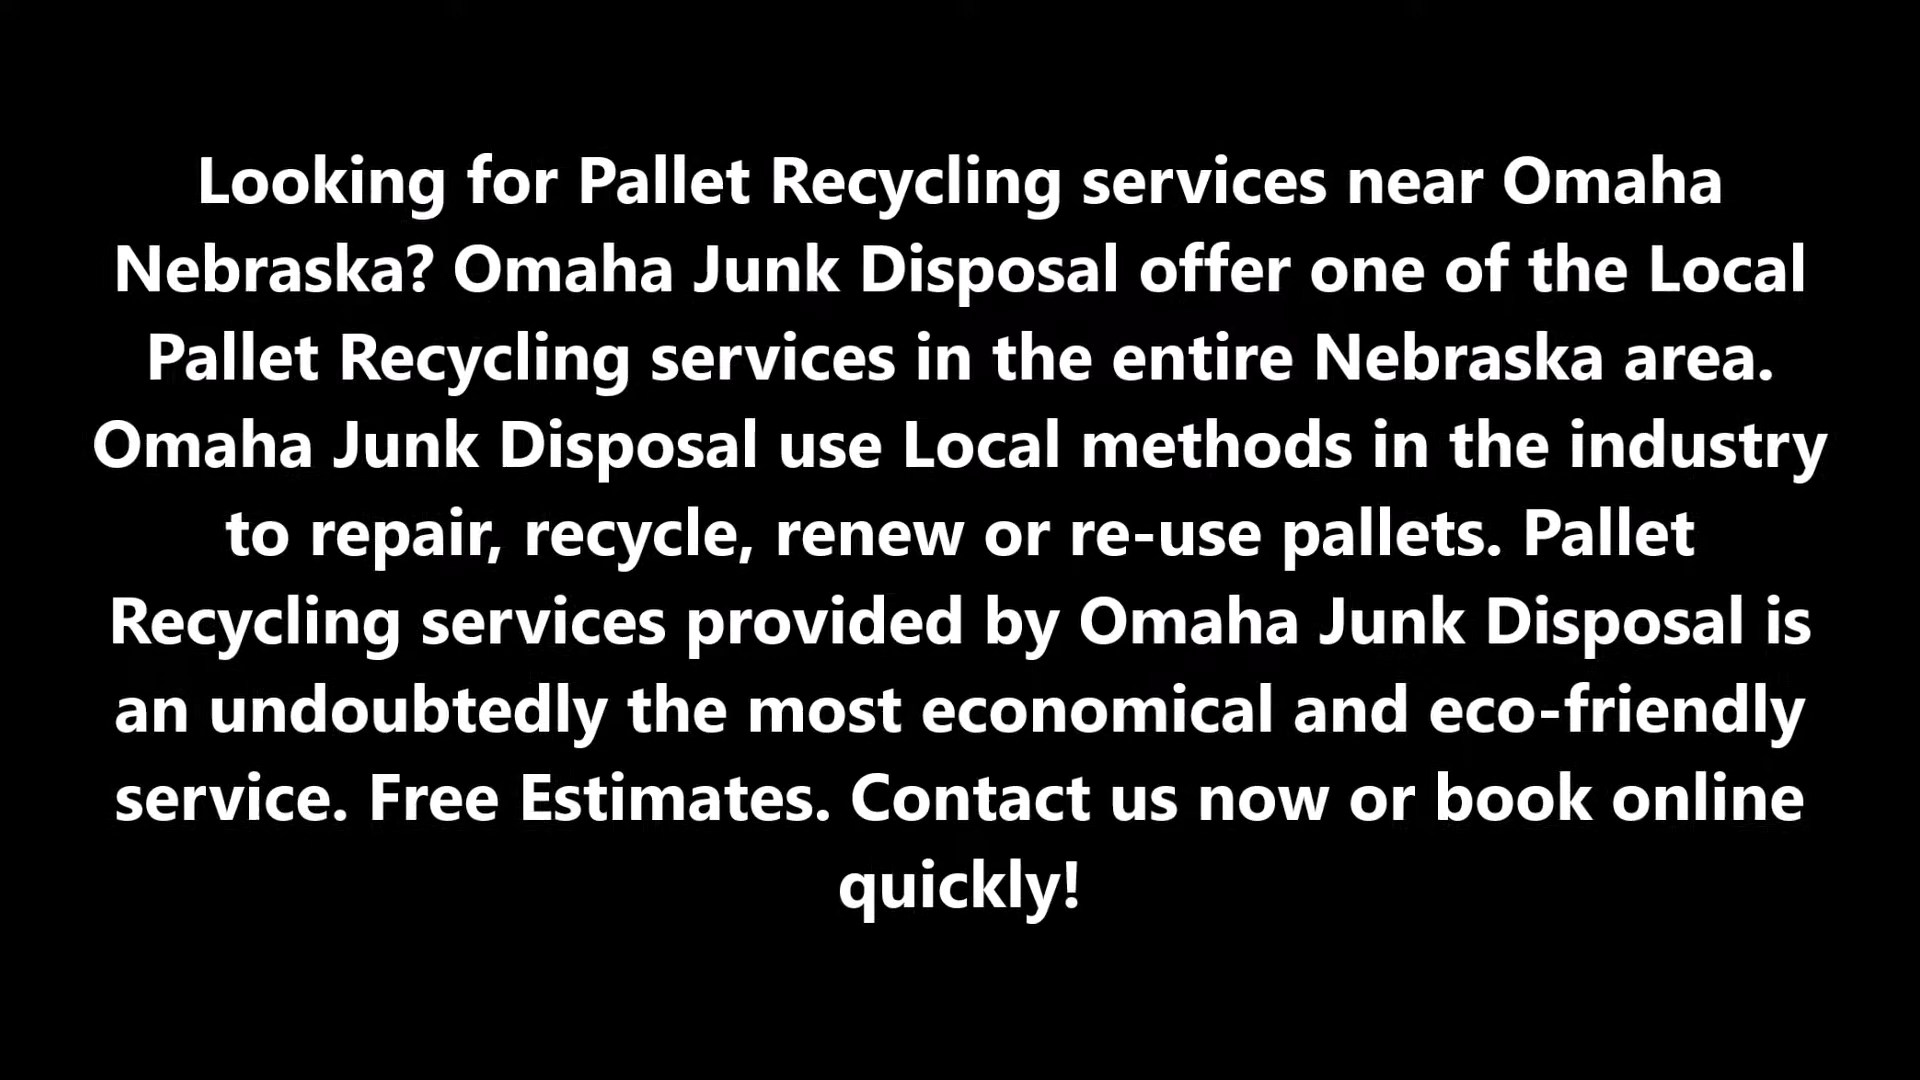 Looking for Pallet Recycling services near Omaha
Nebraska? Omaha Junk Disposal offer one of the Local
Pallet Recycling services in the entire Nebraska area.
Omaha Junk Disposal use Local methods in the industry
to repair, recycle, renew or re-use pallets. Pallet
Recycling services provided by Omaha Junk Disposal is
an undoubtedly the most economical and eco-friendly
service. Free Estimates. Contact us now or book online
quickly!